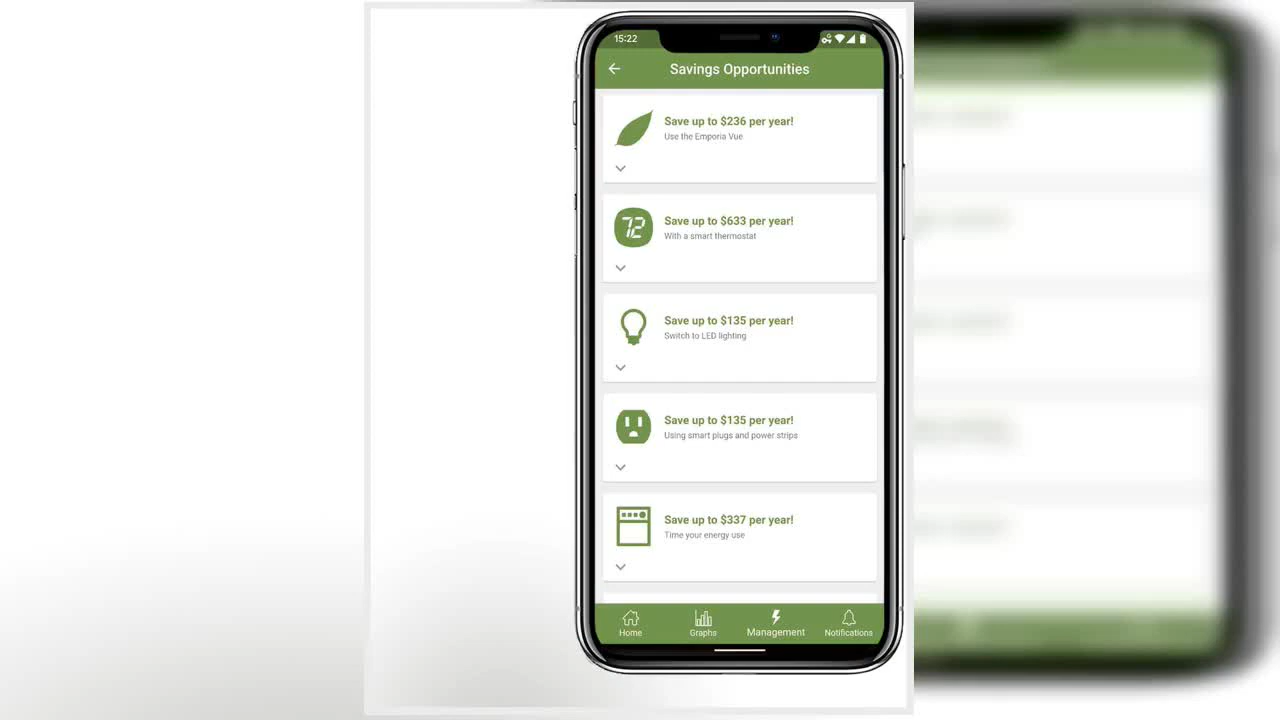 15:22
Savings Opportunities
Save up to $236 per year!
Use the Emporia Vue
72
Save up to $633 per year!
With a smart thermostat
Save up to $135 per year!
Switch to LED lighting
Save up to $135 per year!
Using smart plugs and power strips
Save up to $337 per year!
Time your energy use
Home
Graphs
Management
Notifications